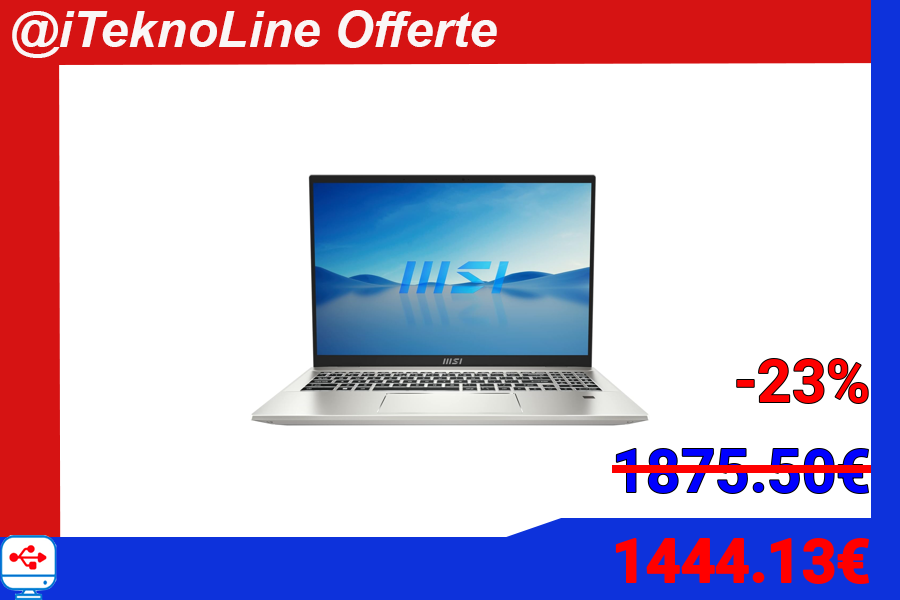 @iTeknoLine Offerte
msi
msi
-23%
1875.50€
1444.13€